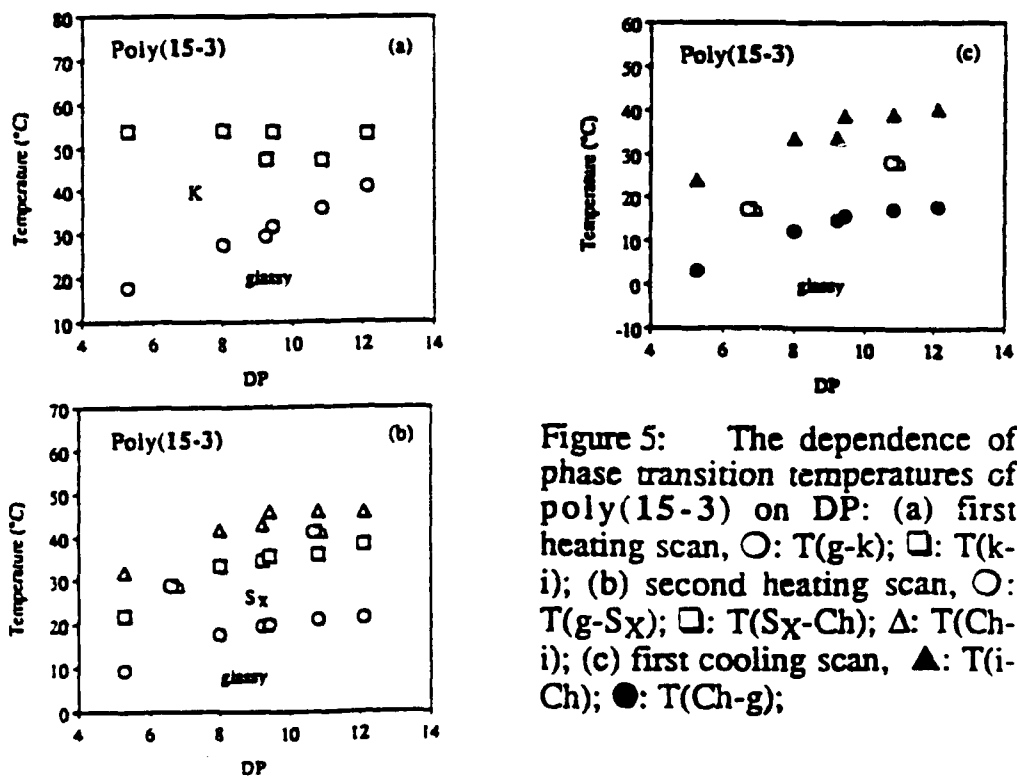 80
70
60
50
40
30
20
10
Temperature (°C)
Poly(15-3)
(a)
K
glassy
4 6 8 10 12 14
DP
70
60
50
40
30
20
10
0
Temperature (°C)
Poly(15-3)
(b)
Sx
glassy
4 6 8 10 12 14
DP
60
50
40
30
20
10
0
-10
Temperature (°C)
Poly(15-3)
(c)
glassy
4 6 8 10 12 14
DP
Figure 5: The dependence of
phase transition temperatures of
poly(15-3) on DP: (a) first
heating scan, ○: T(g-k); □: T(k-
i); (b) second heating scan, ○:
T(g-SX); □: T(SX-Ch); Δ: T(Ch-
i); (c) first cooling scan, ▲: T(i-
Ch); ●: T(Ch-g);